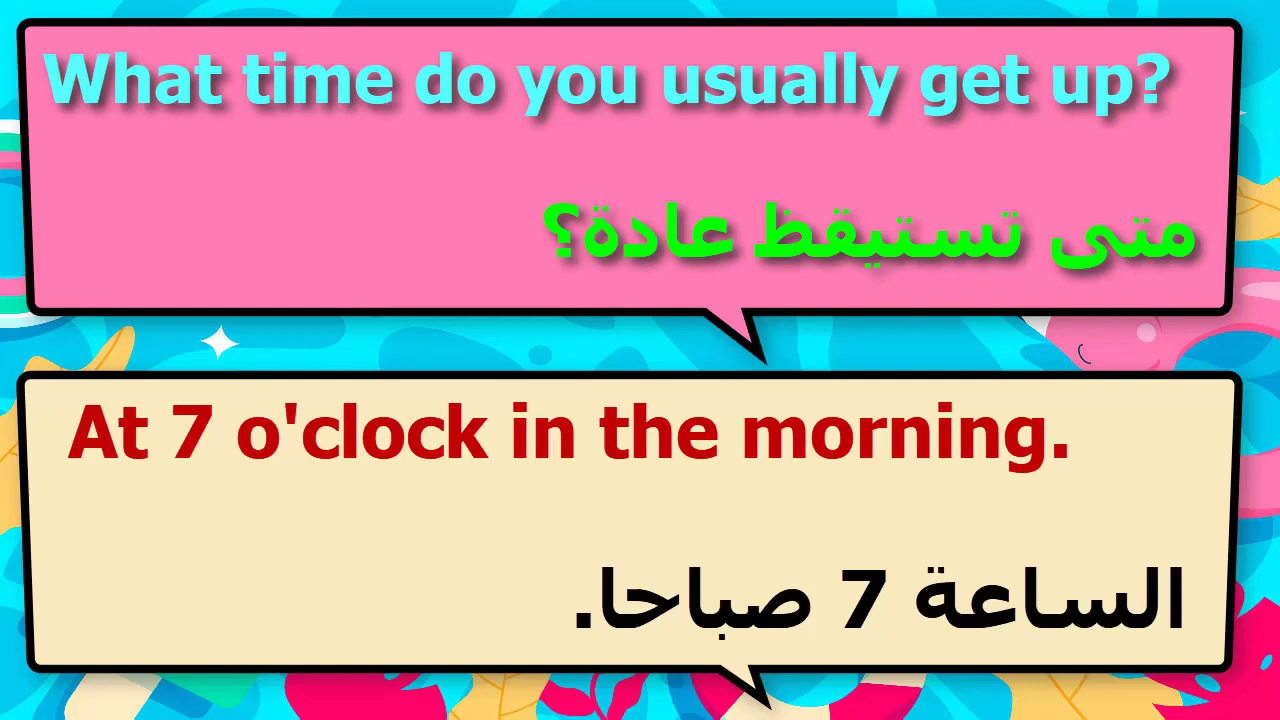 What time do you usually get up?
متى تستيقظ عادة؟
At 7 o'clock in the morning.
الساعة 7 صباحا.